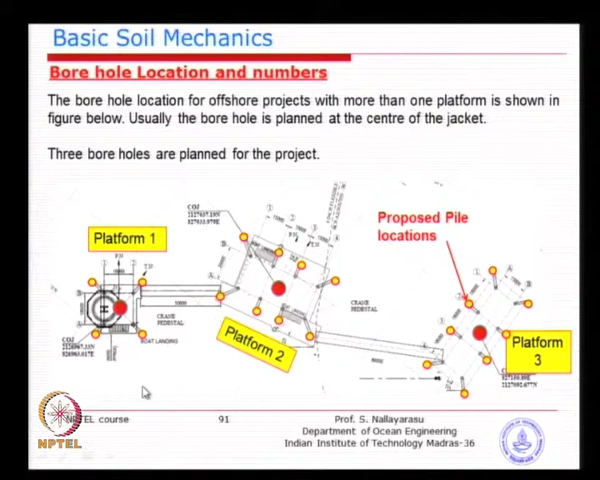 Basic Soil Mechanics
Bore hole Location and numbers
The bore hole location for offshore projects with more than one platform is shown in
figure below. Usually the bore hole is planned at the centre of the jacket.
Three bore holes are planned for the project.
COJ
Proposed Pile
locations
Platform 1
P.N
T.N
CRANE
PEDESTAL
CRANE
PEDESTAL
COJ
BOAT LANDING
Platform 2
Platform
3
NPTEL course
91
Prof. S. Nallayarasu
Department of Ocean Engineering
Indian Institute of Technology Madras-36
NPTEL